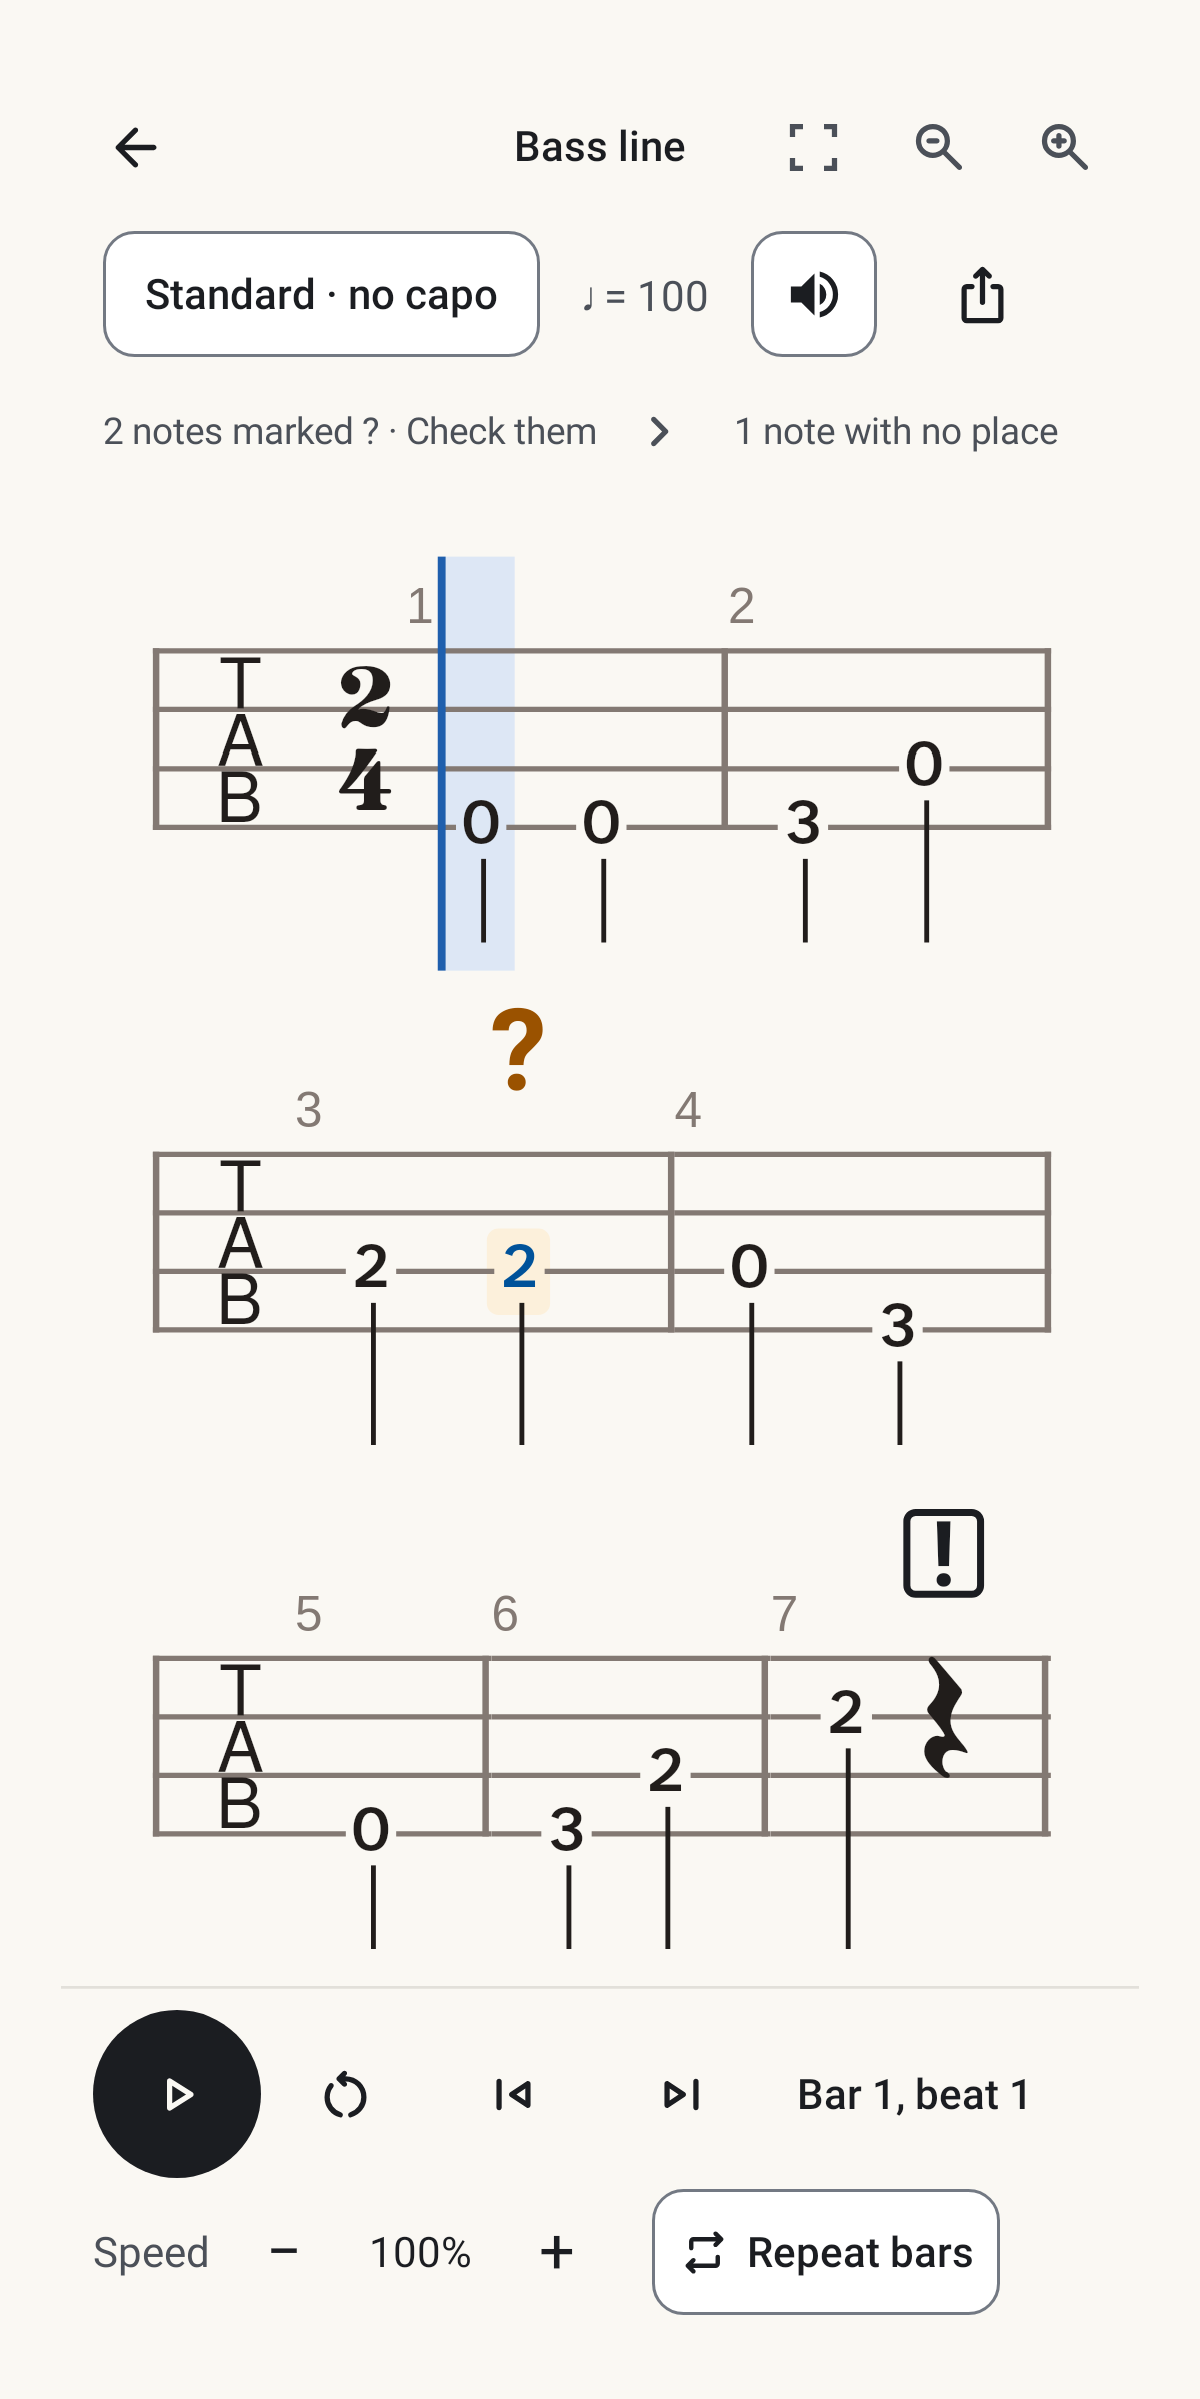 Bass line
Standard · no capo
♩ = 100
2 notes marked ? · Check them
1 note with no place
1 2
T A B
2 4
0 0 3 0
?
3 4
T A B
2 2 0 3
!
5 6 7
T A B
0 3 2 2
Bar 1, beat 1
Speed − 100% +
Repeat bars